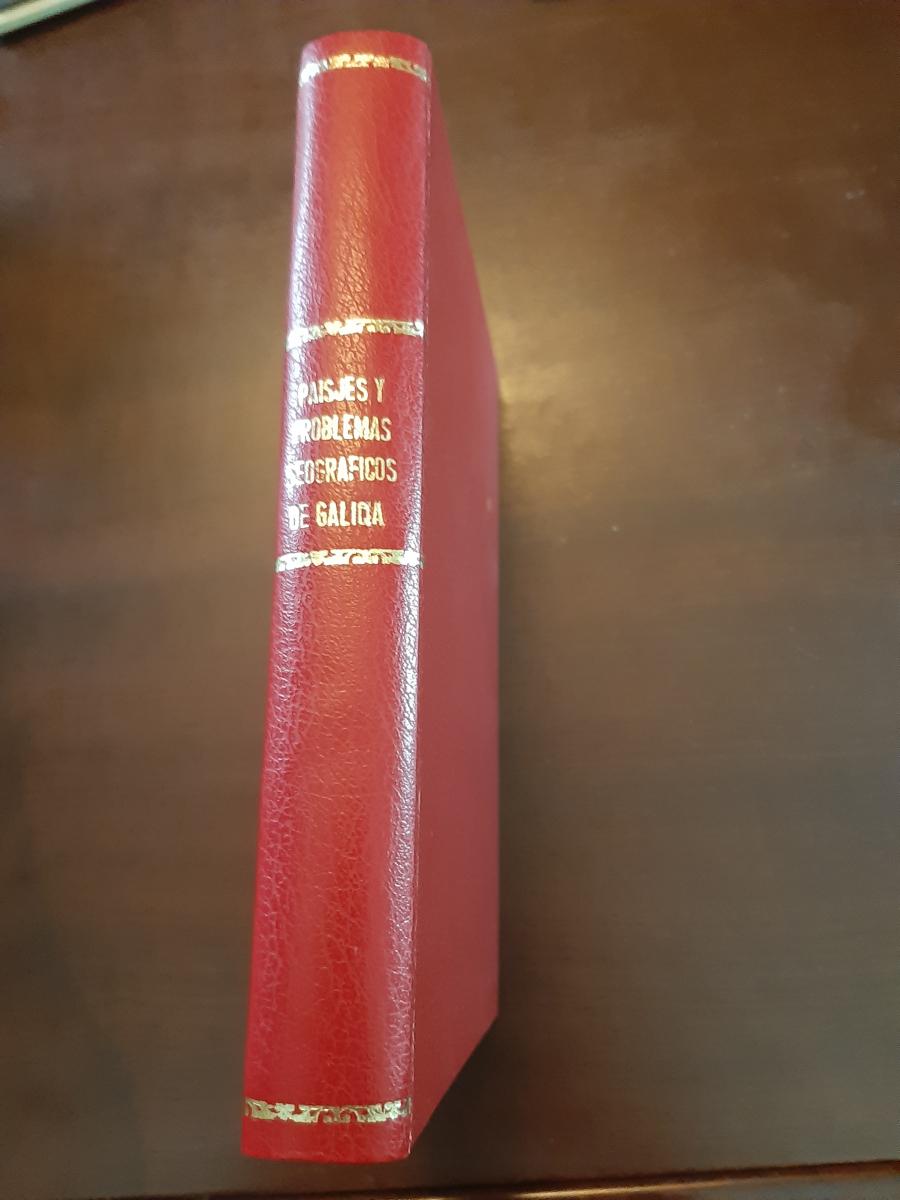 PAISJES Y
PROBLEMAS
GEOGRAFICOS
DE GALICIA